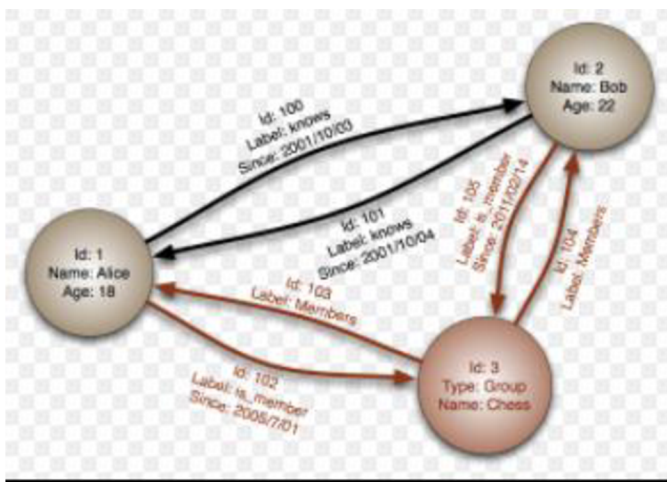 Id: 2
Name: Bob
Age: 22
Id: 100
Label: knows
Since: 2001/10/03
Id: 101
Label: knows
Since: 2001/10/04
Id: 105
Label: is_member
Since: 2011/02/14
Id: 104
Label: Members
Id: 1
Name: Alice
Age: 18
Id: 103
Label: Members
Id: 102
Label: is_member
Since: 2005/7/01
Id: 3
Type: Group
Name: Chess